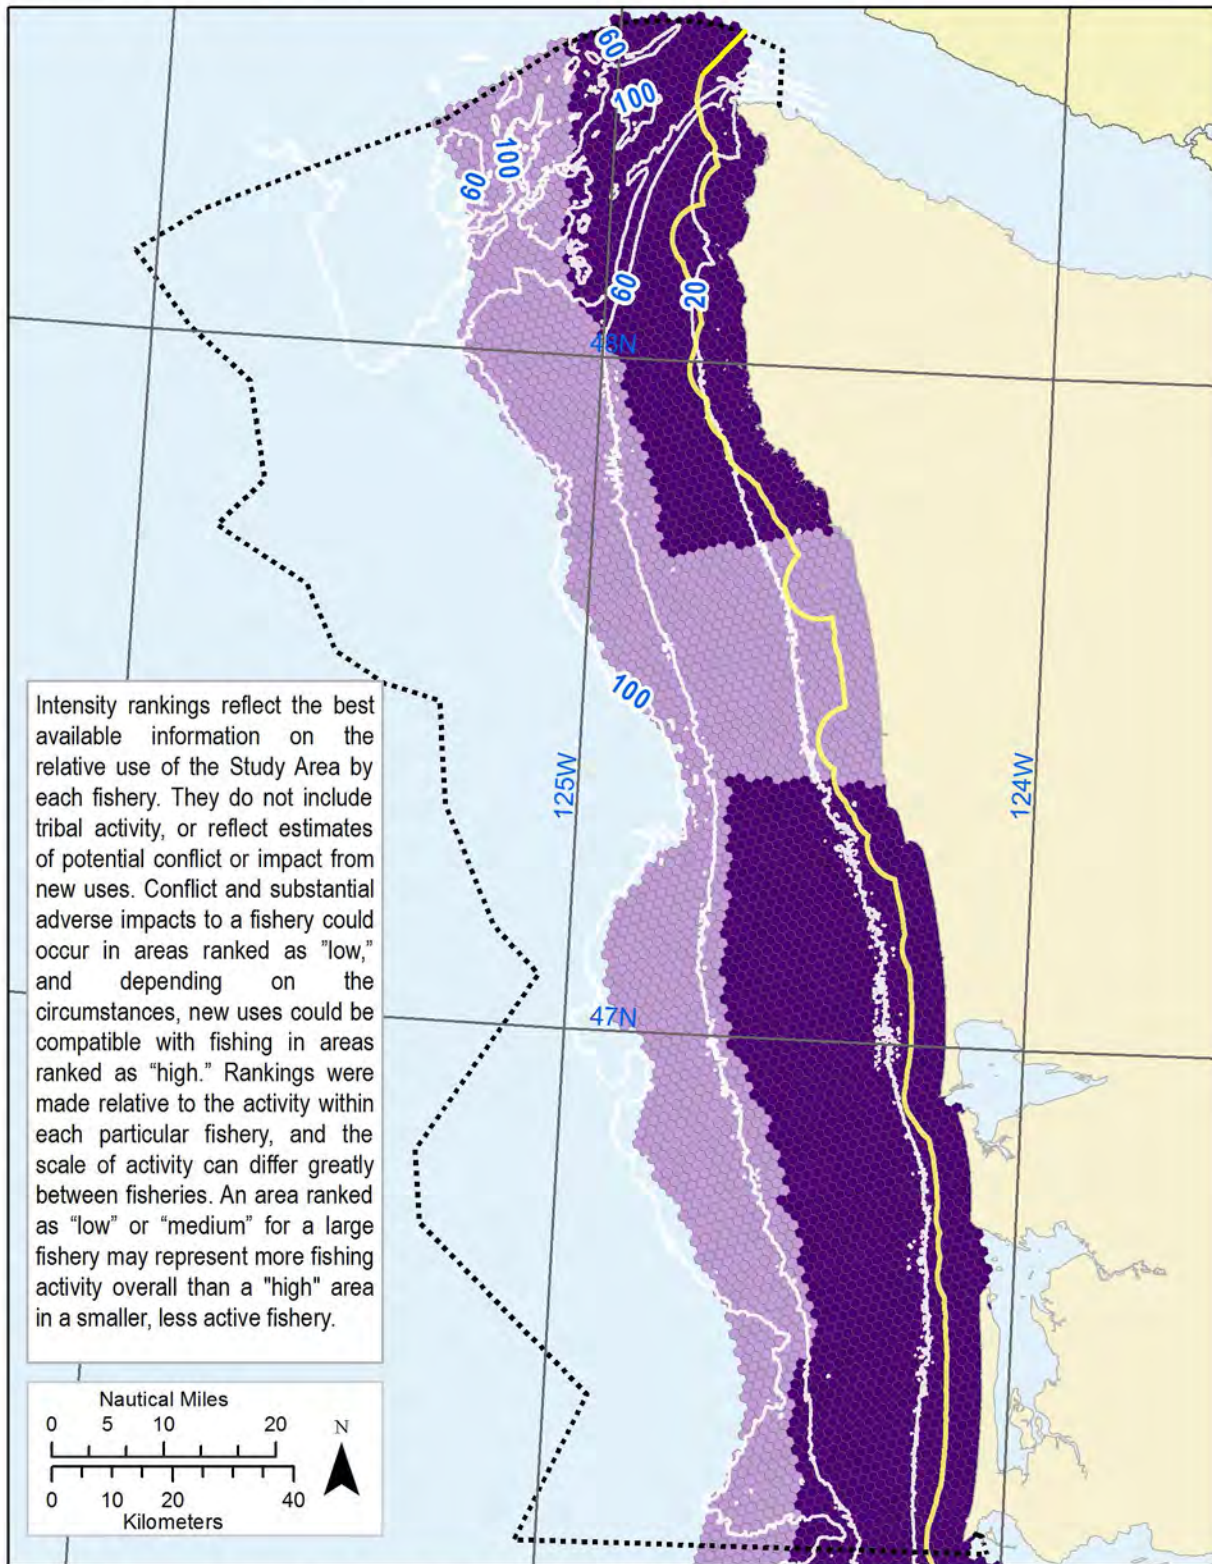 60
100
100
60
60
20
48N
100
125W
124W
47N
Intensity rankings reflect the best
available information on the
relative use of the Study Area by
each fishery. They do not include
tribal activity, or reflect estimates
of potential conflict or impact from
new uses. Conflict and substantial
adverse impacts to a fishery could
occur in areas ranked as "low,"
and depending on the
circumstances, new uses could be
compatible with fishing in areas
ranked as “high.” Rankings were
made relative to the activity within
each particular fishery, and the
scale of activity can differ greatly
between fisheries. An area ranked
as “low” or “medium” for a large
fishery may represent more fishing
activity overall than a "high" area
in a smaller, less active fishery.
Nautical Miles
0 5 10 20
0 10 20 40
Kilometers
N